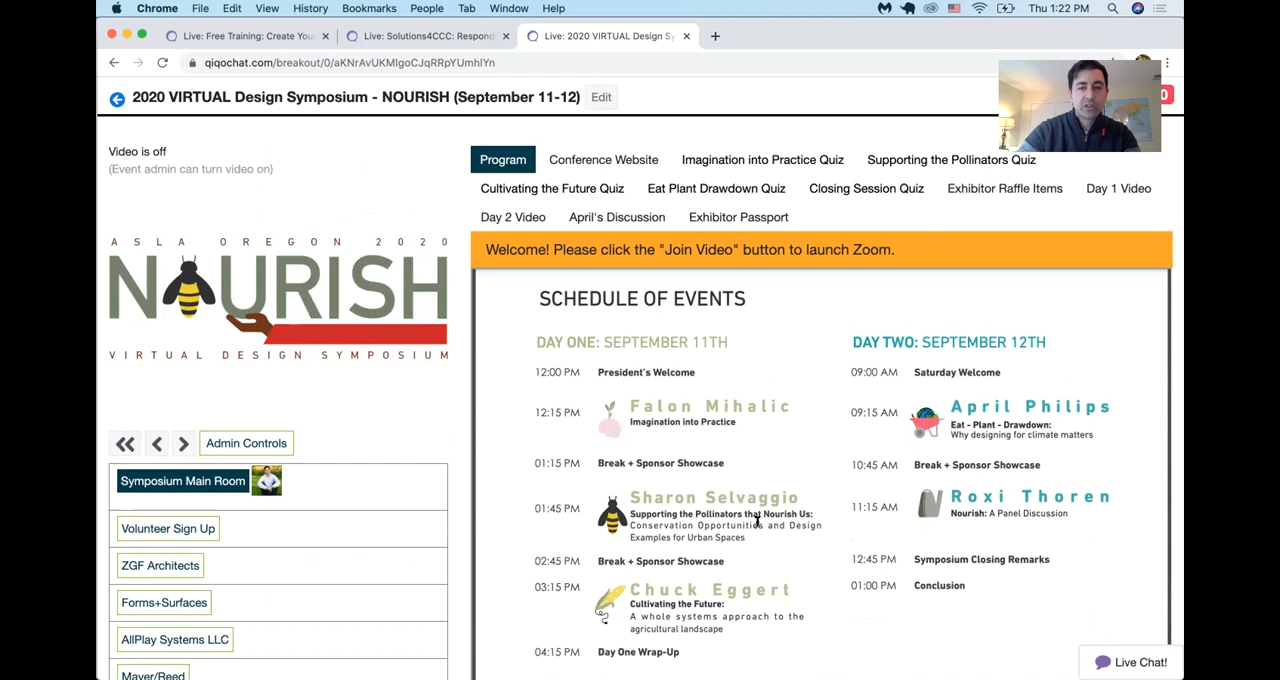 Chrome File Edit View History Bookmarks People Tab Window Help Thu 1:22 PM
Live: Free Training: Create You × Live: Solutions4CCC: Respond × Live: 2020 VIRTUAL Design Sy × +
qiqochat.com/breakout/0/aKNrAvUKMIgoCJqRRpYUmhlYn
2020 VIRTUAL Design Symposium - NOURISH (September 11-12) Edit 0
Video is off
(Event admin can turn video on)
Program Conference Website Imagination into Practice Quiz Supporting the Pollinators Quiz
Cultivating the Future Quiz Eat Plant Drawdown Quiz Closing Session Quiz Exhibitor Raffle Items Day 1 Video
Day 2 Video April's Discussion Exhibitor Passport
Welcome! Please click the "Join Video" button to launch Zoom.
ASLA OREGON 2020
NOURISH
VIRTUAL DESIGN SYMPOSIUM
Admin Controls
Symposium Main Room
Volunteer Sign Up
ZGF Architects
Forms+Surfaces
AllPlay Systems LLC
Mayer/Reed
SCHEDULE OF EVENTS
DAY ONE: SEPTEMBER 11TH
12:00 PM President's Welcome
12:15 PM Falon Mihalic
Imagination into Practice
01:15 PM Break + Sponsor Showcase
01:45 PM Sharon Selvaggio
Supporting the Pollinators that Nourish Us:
Conservation Opportunities and Design
Examples for Urban Spaces
02:45 PM Break + Sponsor Showcase
03:15 PM Chuck Eggert
Cultivating the Future:
A whole systems approach to the
agricultural landscape
04:15 PM Day One Wrap-Up
DAY TWO: SEPTEMBER 12TH
09:00 AM Saturday Welcome
09:15 AM April Philips
Eat - Plant - Drawdown:
Why designing for climate matters
10:45 AM Break + Sponsor Showcase
11:15 AM Roxi Thoren
Nourish: A Panel Discussion
12:45 PM Symposium Closing Remarks
01:00 PM Conclusion
Live Chat!